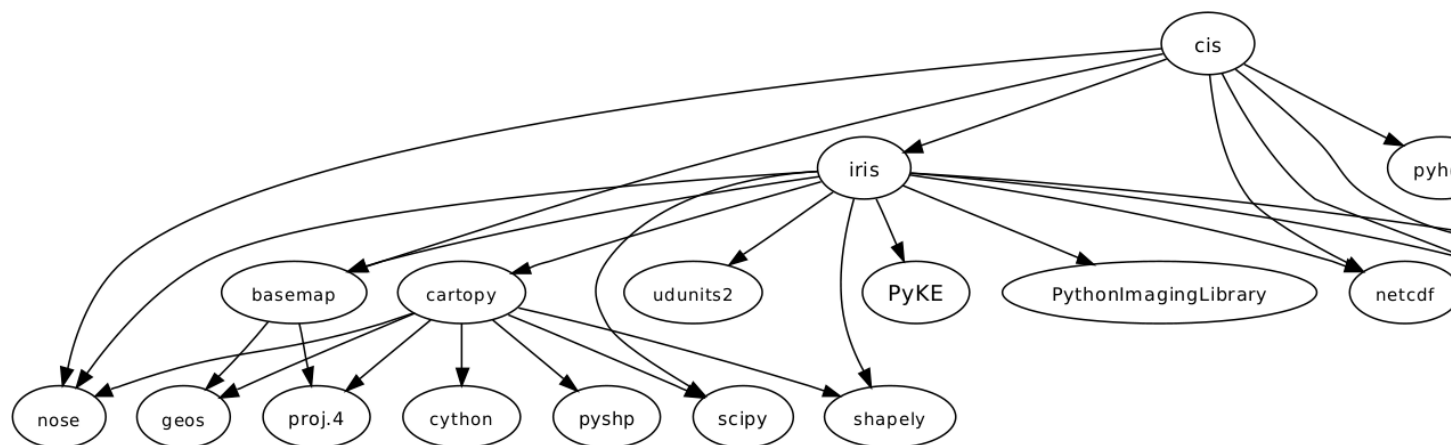 cis
iris
basemap
cartopy
udunits2
PyKE
PythonImagingLibrary
netcdf
nose
geos
proj.4
cython
pyshp
scipy
shapely